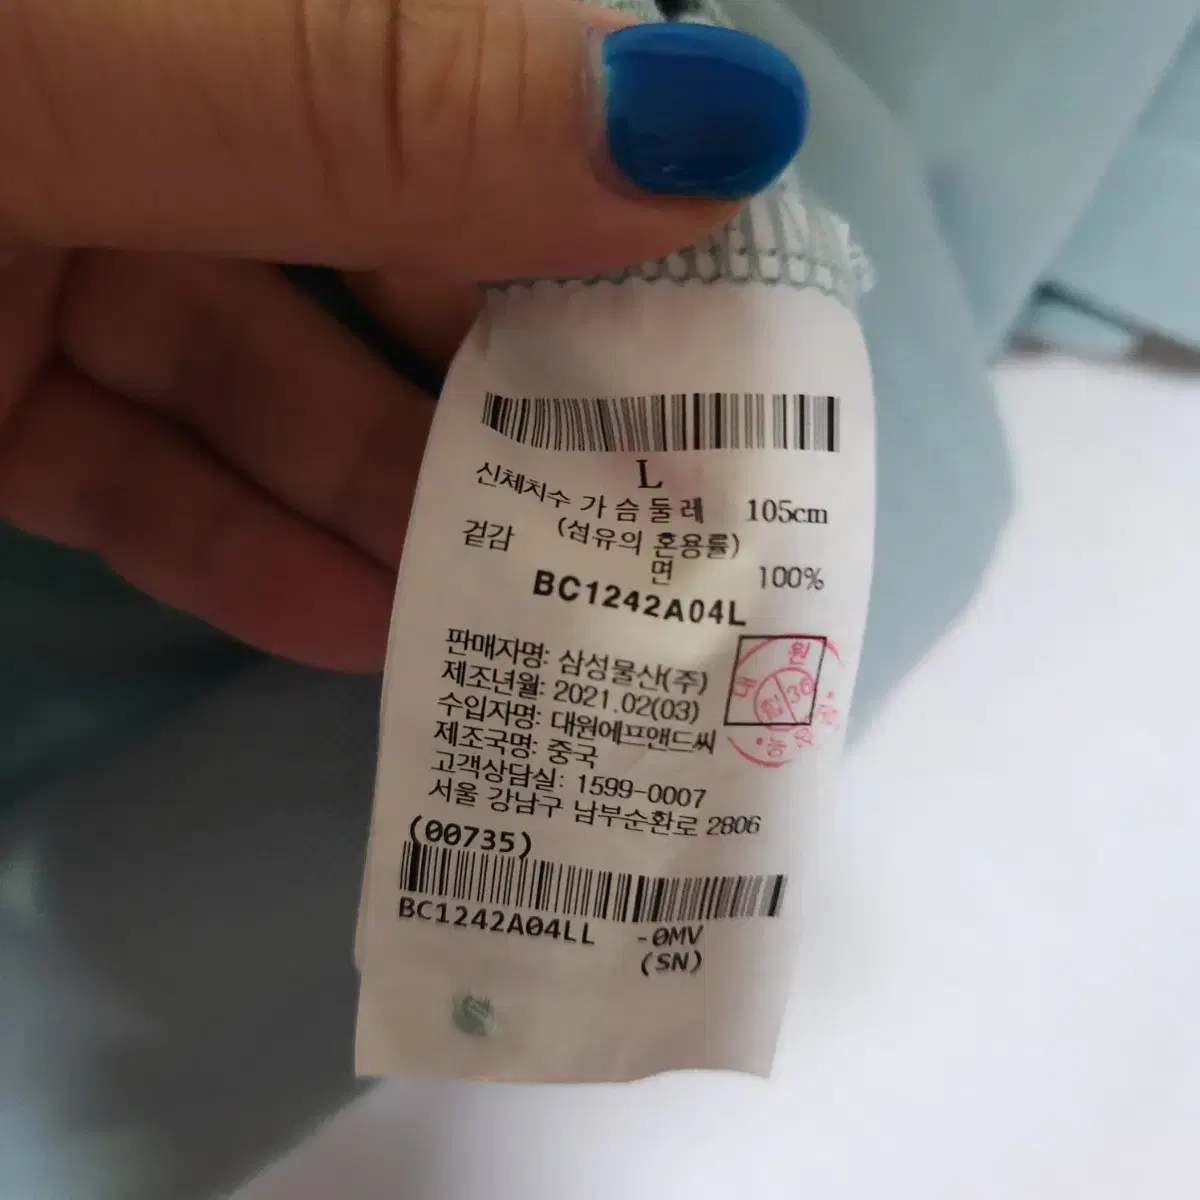 L
신체치수 가슴둘레 105cm
(섬유의 혼용률)
겉감
면 100%
BC1242A04L
판매자명: 삼성물산(주)
제조년월: 2021.02(03)
수입자명: 대원에프앤드씨
제조국명: 중국
고객상담실: 1599-0007
서울 강남구 남부순환로 2806
(00735)
BC1242A04LL -0MV
(SN)
원
36